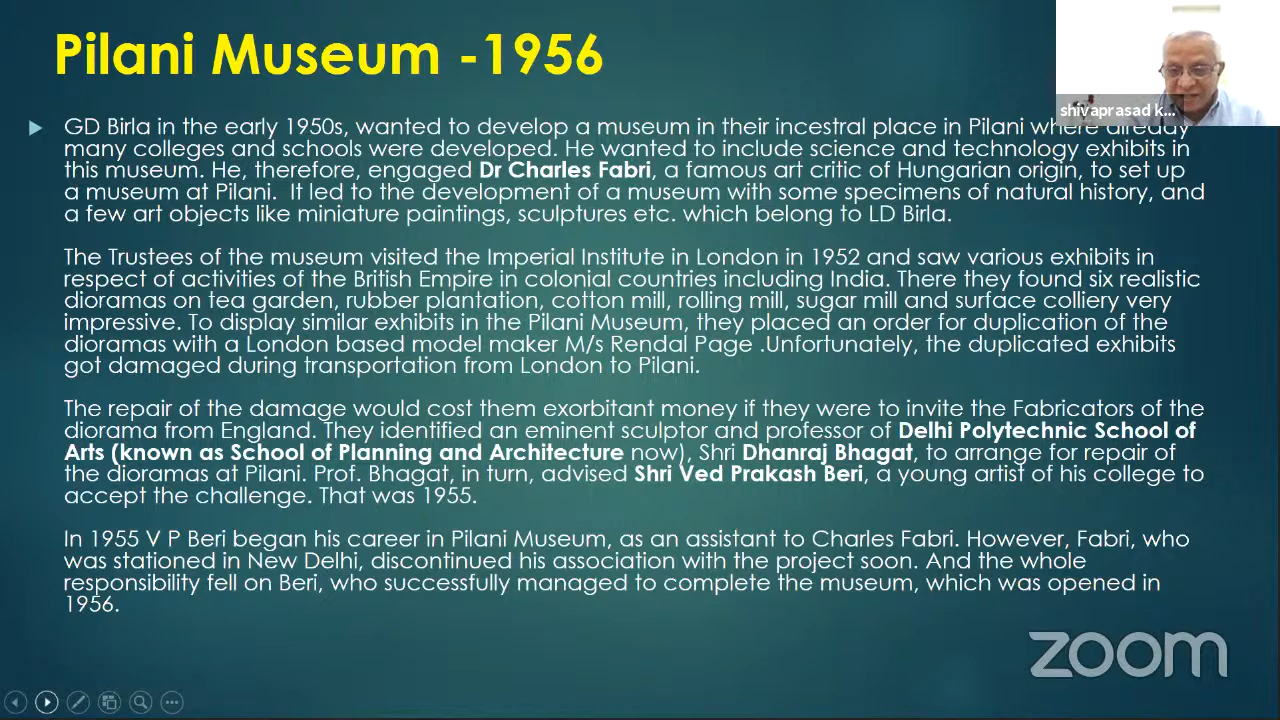 Pilani Museum -1956
shivaprasad k...
GD Birla in the early 1950s, wanted to develop a museum in their incestral place in Pilani where already
many colleges and schools were developed. He wanted to include science and technology exhibits in
this museum. He, therefore, engaged Dr Charles Fabri, a famous art critic of Hungarian origin, to set up
a museum at Pilani. It led to the development of a museum with some specimens of natural history, and
a few art objects like miniature paintings, sculptures etc. which belong to LD Birla.
The Trustees of the museum visited the Imperial Institute in London in 1952 and saw various exhibits in
respect of activities of the British Empire in colonial countries including India. There they found six realistic
dioramas on tea garden, rubber plantation, cotton mill, rolling mill, sugar mill and surface colliery very
impressive. To display similar exhibits in the Pilani Museum, they placed an order for duplication of the
dioramas with a London based model maker M/s Rendal Page .Unfortunately, the duplicated exhibits
got damaged during transportation from London to Pilani.
The repair of the damage would cost them exorbitant money if they were to invite the Fabricators of the
diorama from England. They identified an eminent sculptor and professor of Delhi Polytechnic School of
Arts (known as School of Planning and Architecture now), Shri Dhanraj Bhagat, to arrange for repair of
the dioramas at Pilani. Prof. Bhagat, in turn, advised Shri Ved Prakash Beri, a young artist of his college to
accept the challenge. That was 1955.
In 1955 V P Beri began his career in Pilani Museum, as an assistant to Charles Fabri. However, Fabri, who
was stationed in New Delhi, discontinued his association with the project soon. And the whole
responsibility fell on Beri, who successfully managed to complete the museum, which was opened in
1956.
zoom